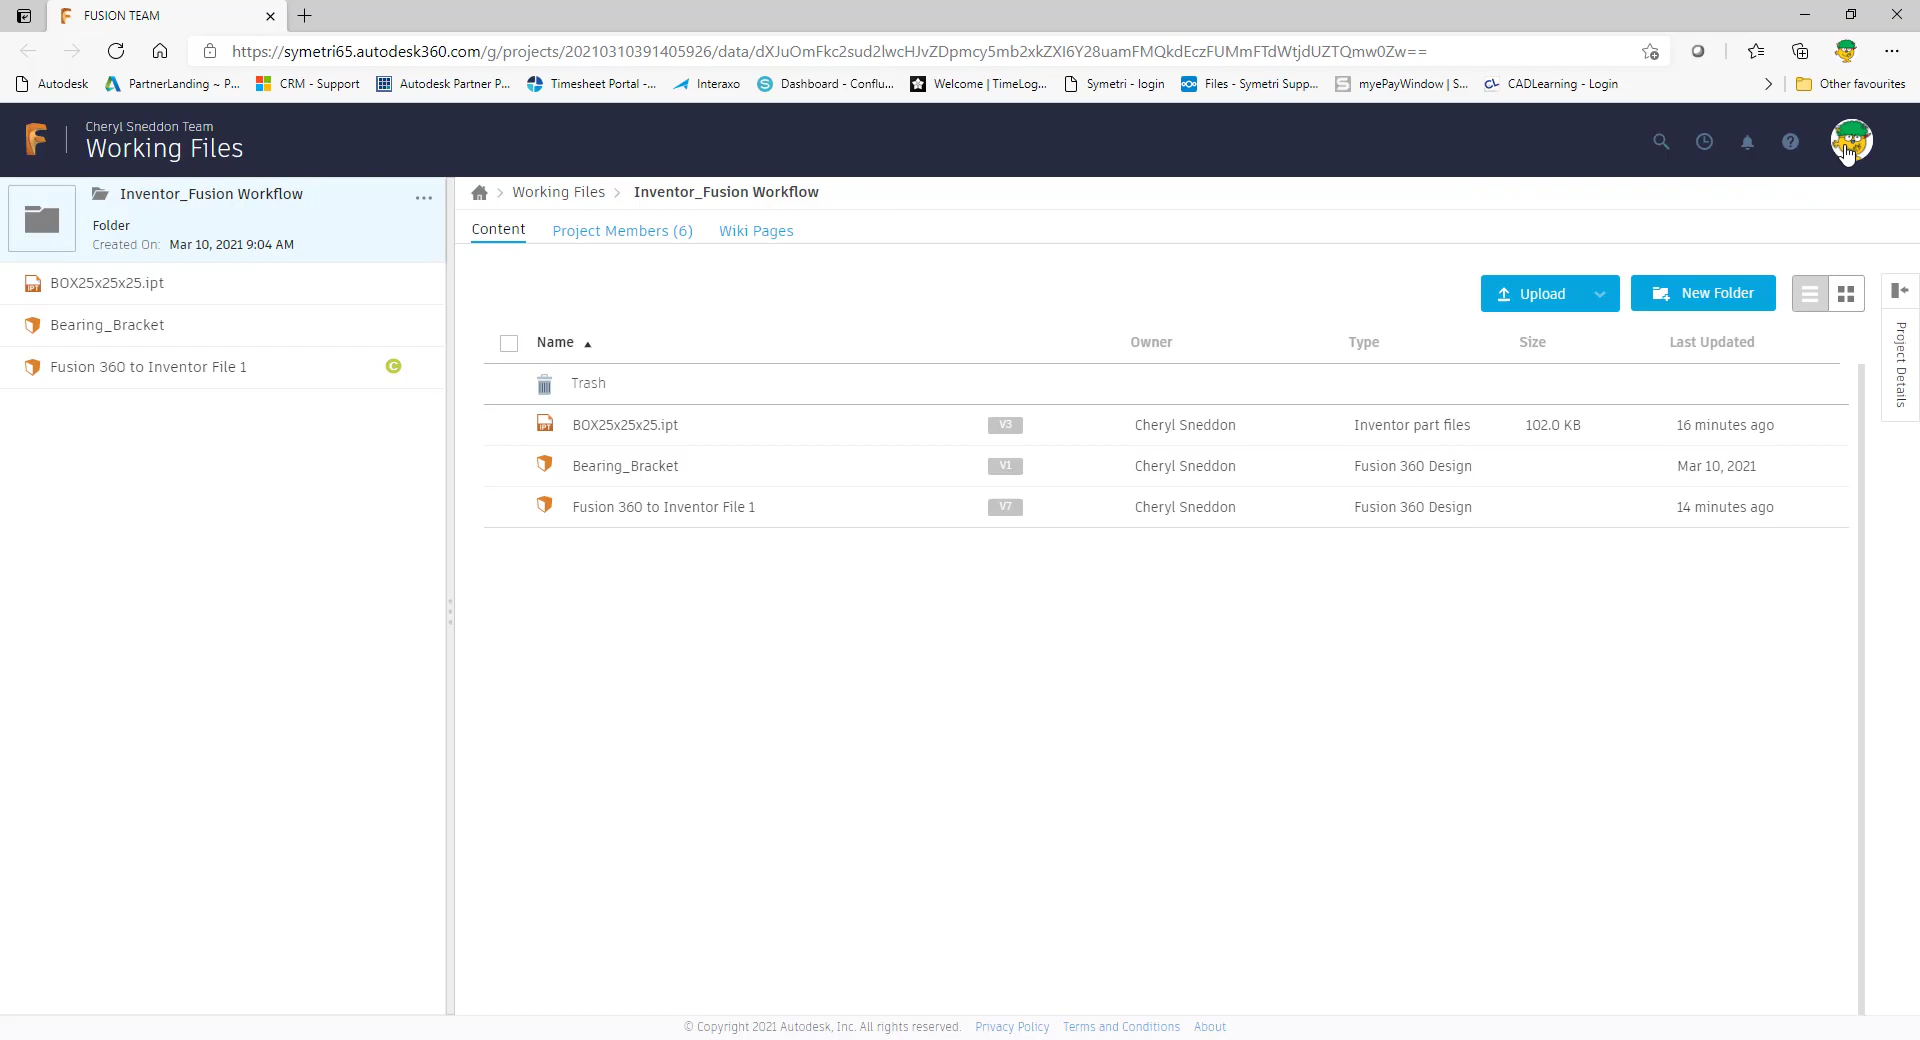 FUSION TEAM
https://symetri65.autodesk360.com/g/projects/20210310391405926/data/dXJuOmFkc2sud2lwcHJvZDpmcy5mb2xkZXI6Y28uamFMQkdEczFUMmFTdWtjdUZTQmw0Zw==
Autodesk
PartnerLanding ~ P...
CRM - Support
Autodesk Partner P...
Timesheet Portal -...
Interaxo
Dashboard - Conflu...
Welcome | TimeLog...
Symetri - login
Files - Symetri Supp...
myePayWindow | S...
CADLearning - Login
Other favourites
Cheryl Sneddon Team
Working Files
Inventor_Fusion Workflow
Folder
Created On: Mar 10, 2021 9:04 AM
BOX25x25x25.ipt
Bearing_Bracket
Fusion 360 to Inventor File 1
C
Working Files > Inventor_Fusion Workflow
Content
Project Members (6)
Wiki Pages
Upload
New Folder
Project Details
Name Owner Type Size Last Updated
Trash
BOX25x25x25.ipt V3 Cheryl Sneddon Inventor part files 102.0 KB 16 minutes ago
Bearing_Bracket V1 Cheryl Sneddon Fusion 360 Design Mar 10, 2021
Fusion 360 to Inventor File 1 V7 Cheryl Sneddon Fusion 360 Design 14 minutes ago
© Copyright 2021 Autodesk, Inc. All rights reserved. Privacy Policy Terms and Conditions About